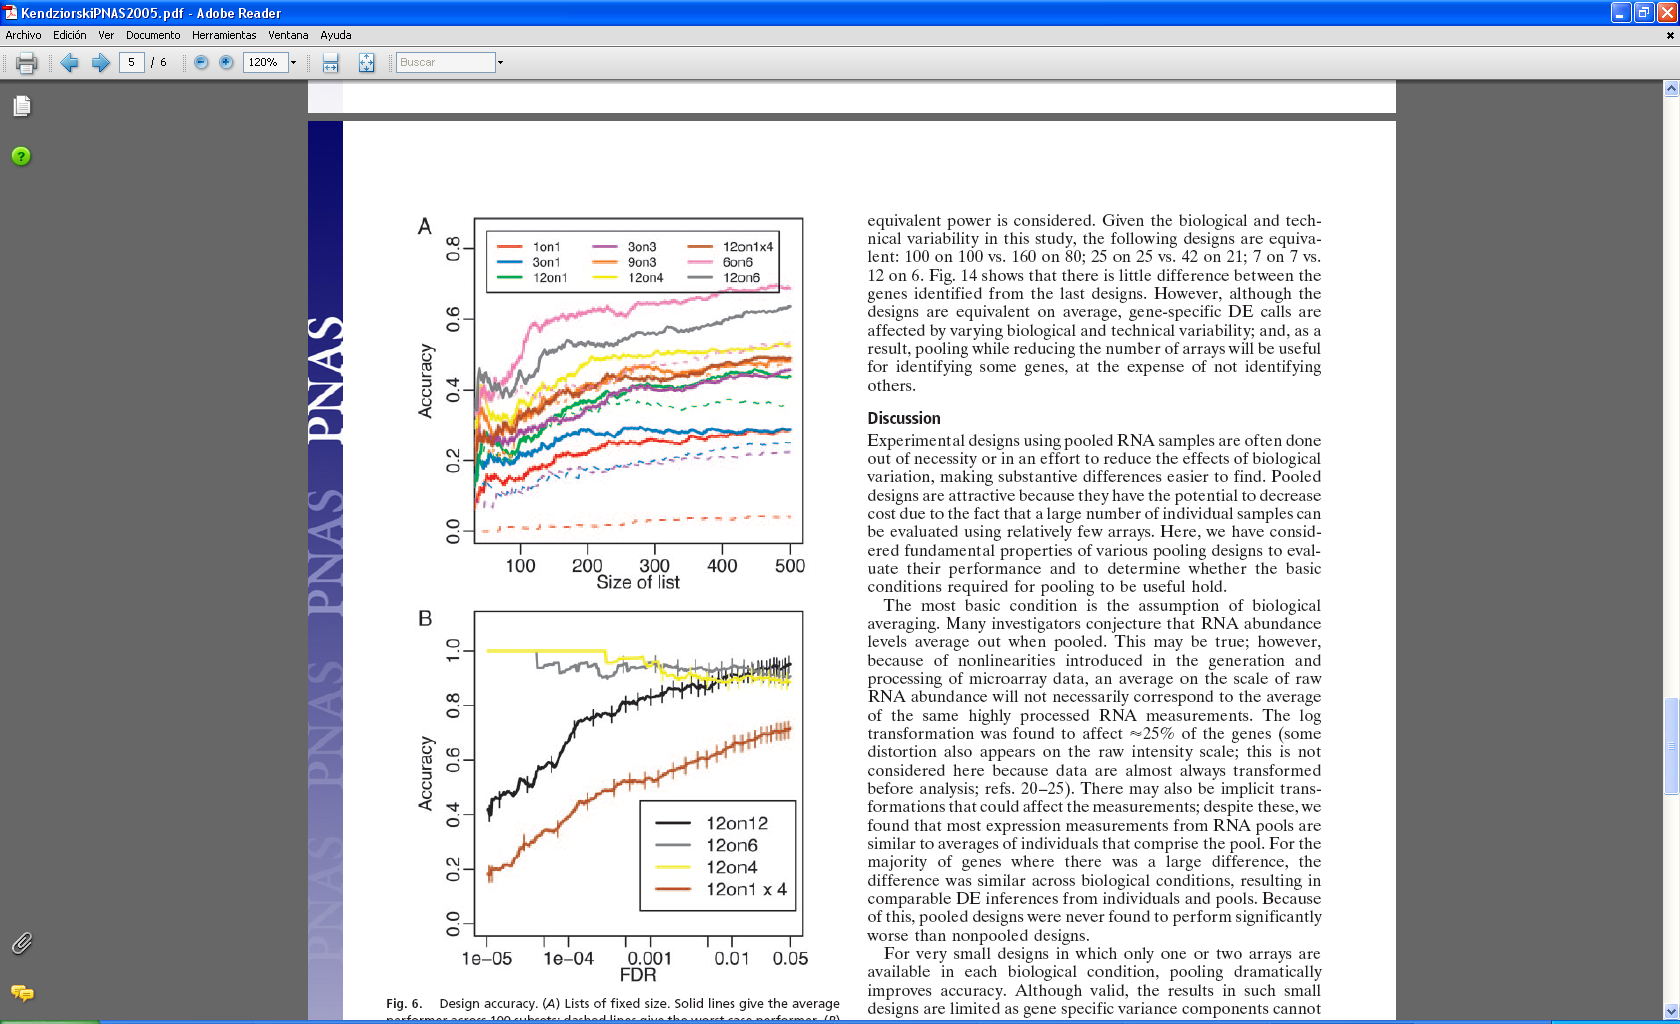 KendziorskiPNAS2005.pdf - Adobe Reader
Archivo Edición Ver Documento Herramientas Ventana Ayuda
5 / 6 120% Buscar
PNAS PNAS PNAS PNAS
A
Accuracy
0.8
0.6
0.4
0.2
0.0
1on1 3on3 12on1x4
3on1 9on3 6on6
12on1 12on4 12on6
100 200 300 400 500
Size of list
B
Accuracy
1.0
0.8
0.6
0.4
0.2
0.0
12on12
12on6
12on4
12on1 x 4
1e-05 1e-04 0.001 0.01 0.05
FDR
Fig. 6. Design accuracy. (A) Lists of fixed size. Solid lines give the average
performer across 100 subsets; dashed lines give the worst case performer. (B)
equivalent power is considered. Given the biological and tech-
nical variability in this study, the following designs are equiva-
lent: 100 on 100 vs. 160 on 80; 25 on 25 vs. 42 on 21; 7 on 7 vs.
12 on 6. Fig. 14 shows that there is little difference between the
genes identified from the last designs. However, although the
designs are equivalent on average, gene-specific DE calls are
affected by varying biological and technical variability; and, as a
result, pooling while reducing the number of arrays will be useful
for identifying some genes, at the expense of not identifying
others.
Discussion
Experimental designs using pooled RNA samples are often done
out of necessity or in an effort to reduce the effects of biological
variation, making substantive differences easier to find. Pooled
designs are attractive because they have the potential to decrease
cost due to the fact that a large number of individual samples can
be evaluated using relatively few arrays. Here, we have consid-
ered fundamental properties of various pooling designs to eval-
uate their performance and to determine whether the basic
conditions required for pooling to be useful hold.
The most basic condition is the assumption of biological
averaging. Many investigators conjecture that RNA abundance
levels average out when pooled. This may be true; however,
because of nonlinearities introduced in the generation and
processing of microarray data, an average on the scale of raw
RNA abundance will not necessarily correspond to the average
of the same highly processed RNA measurements. The log
transformation was found to affect ≈25% of the genes (some
distortion also appears on the raw intensity scale; this is not
considered here because data are almost always transformed
before analysis; refs. 20–25). There may also be implicit trans-
formations that could affect the measurements; despite these, we
found that most expression measurements from RNA pools are
similar to averages of individuals that comprise the pool. For the
majority of genes where there was a large difference, the
difference was similar across biological conditions, resulting in
comparable DE inferences from individuals and pools. Because
of this, pooled designs were never found to perform significantly
worse than nonpooled designs.
For very small designs in which only one or two arrays are
available in each biological condition, pooling dramatically
improves accuracy. Although valid, the results in such small
designs are limited as gene specific variance components cannot